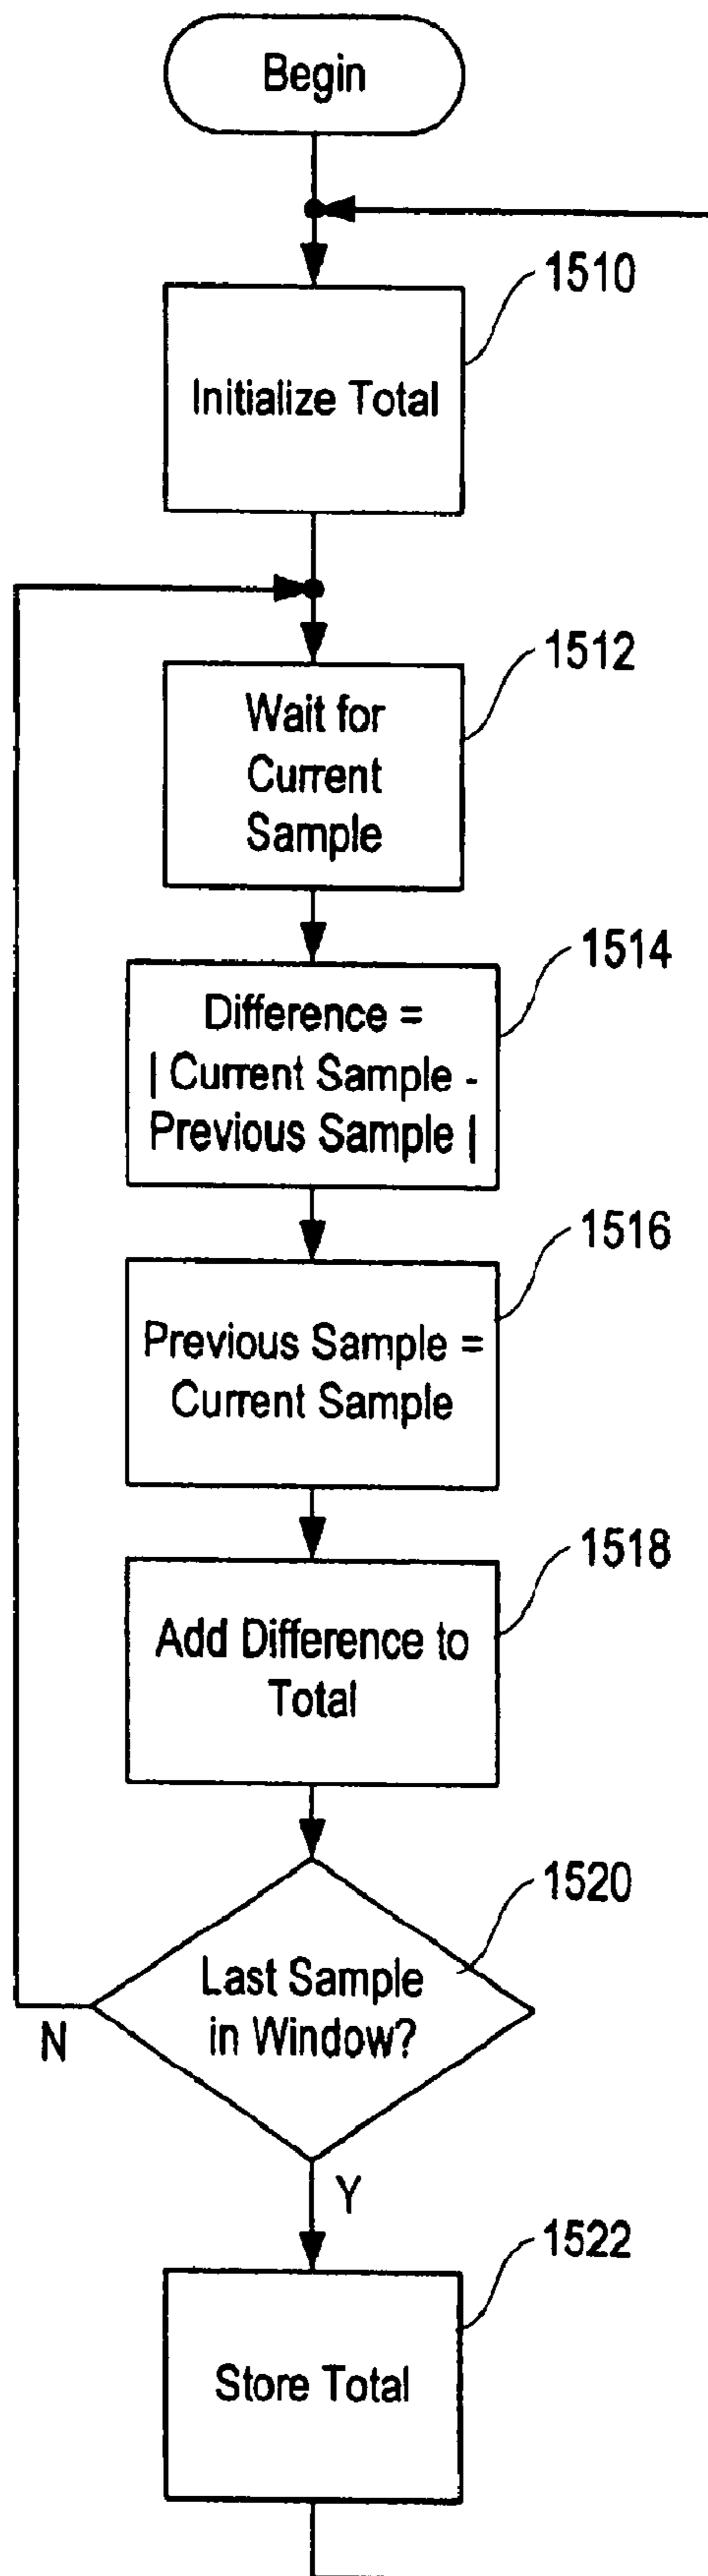 Begin
1510
Initialize Total
1512
Wait for
Current
Sample
1514
Difference =
| Current Sample -
Previous Sample |
1516
Previous Sample =
Current Sample
1518
Add Difference to
Total
1520
Last Sample
in Window?
N
Y
1522
Store Total